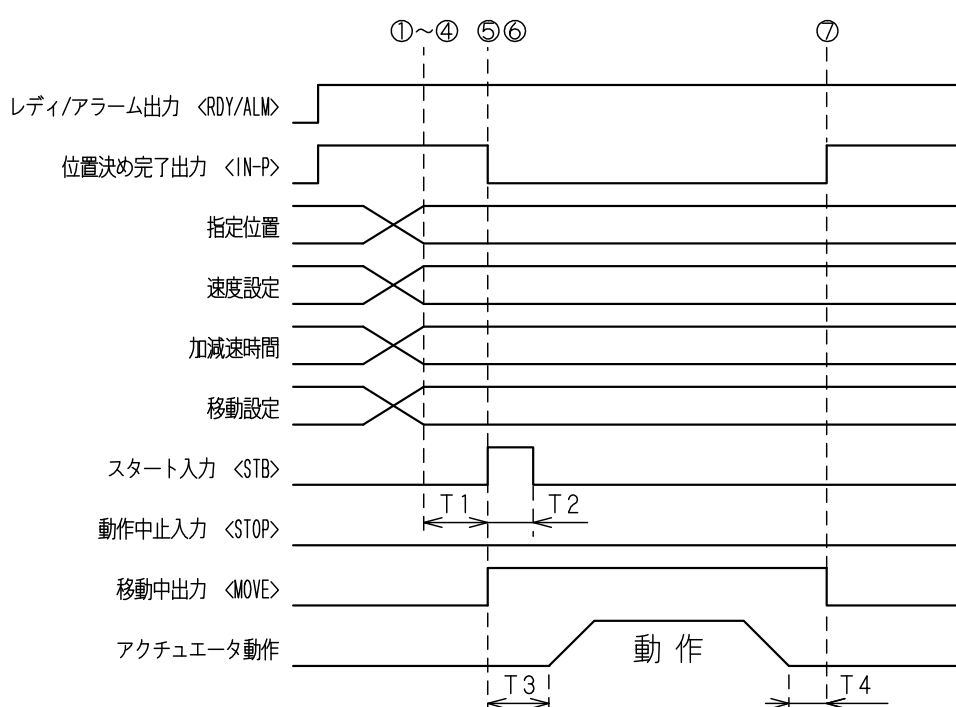 ①~④ ⑤⑥ ⑦
レディ/アラーム出力 <RDY/ALM>
位置決め完了出力 <IN-P>
指定位置
速度設定
加減速時間
移動設定
スタート入力 <STB>
T1 T2
動作中止入力 <STOP>
移動中出力 <MOVE>
アクチュエータ動作 動作
T3 T4